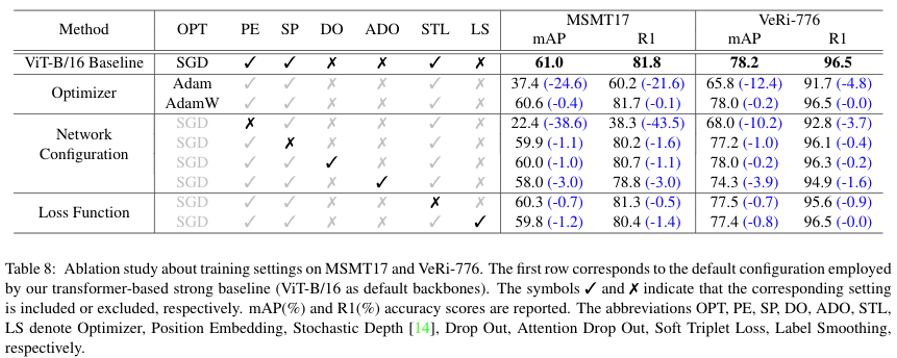 Method OPT PE SP DO ADO STL LS MSMT17 VeRi-776
mAP R1 mAP R1
ViT-B/16 Baseline SGD ✓ ✓ ✗ ✗ ✓ ✗ 61.0 81.8 78.2 96.5
Optimizer Adam ✓ ✓ ✗ ✗ ✓ ✗ 37.4 (-24.6) 60.2 (-21.6) 65.8 (-12.4) 91.7 (-4.8)
AdamW ✓ ✓ ✗ ✗ ✓ ✗ 60.6 (-0.4) 81.7 (-0.1) 78.0 (-0.2) 96.5 (-0.0)
Network Configuration SGD ✗ ✓ ✗ ✗ ✓ ✗ 22.4 (-38.6) 38.3 (-43.5) 68.0 (-10.2) 92.8 (-3.7)
SGD ✓ ✗ ✗ ✗ ✓ ✗ 59.9 (-1.1) 80.2 (-1.6) 77.2 (-1.0) 96.1 (-0.4)
SGD ✓ ✓ ✓ ✗ ✓ ✗ 60.0 (-1.0) 80.7 (-1.1) 78.0 (-0.2) 96.3 (-0.2)
SGD ✓ ✓ ✗ ✓ ✓ ✗ 58.0 (-3.0) 78.8 (-3.0) 74.3 (-3.9) 94.9 (-1.6)
Loss Function SGD ✓ ✓ ✗ ✗ ✗ ✗ 60.3 (-0.7) 81.3 (-0.5) 77.5 (-0.7) 95.6 (-0.9)
SGD ✓ ✓ ✗ ✗ ✓ ✓ 59.8 (-1.2) 80.4 (-1.4) 77.4 (-0.8) 96.5 (-0.0)
Table 8: Ablation study about training settings on MSMT17 and VeRi-776. The first row corresponds to the default configuration employed
by our transformer-based strong baseline (ViT-B/16 as default backbones). The symbols ✓ and ✗ indicate that the corresponding setting
is included or excluded, respectively. mAP(%) and R1(%) accuracy scores are reported. The abbreviations OPT, PE, SP, DO, ADO, STL,
LS denote Optimizer, Position Embedding, Stochastic Depth [14], Drop Out, Attention Drop Out, Soft Triplet Loss, Label Smoothing,
respectively.